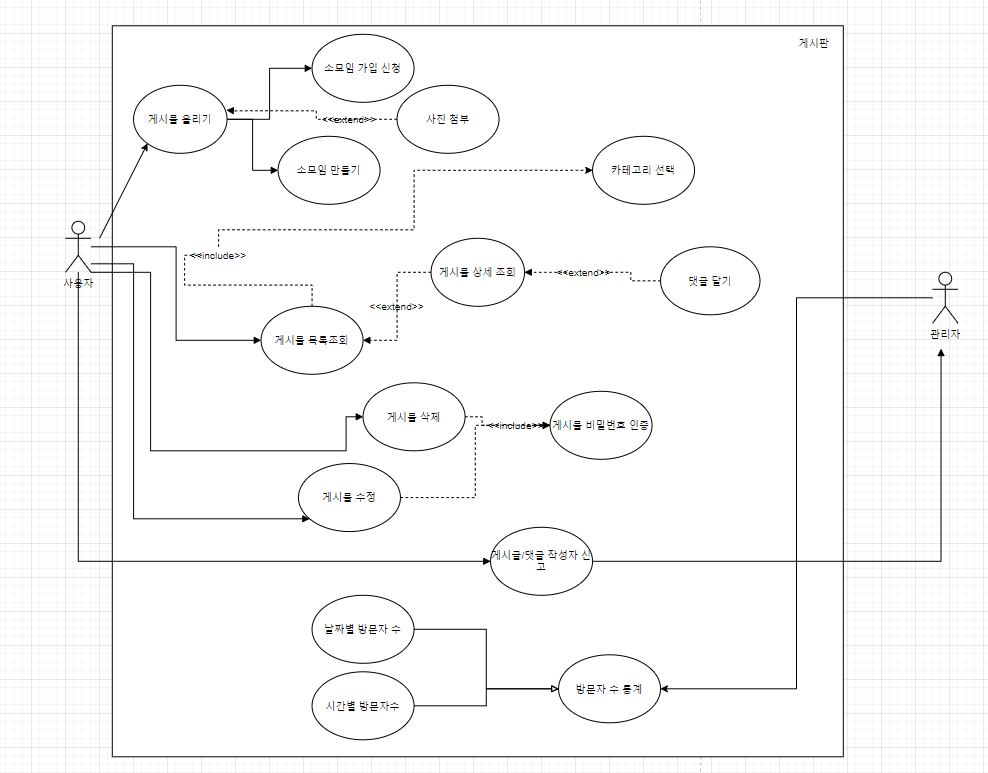 게시판
소모임 가입 신청
게시물 올리기
<<extend>>
사진 첨부
소모임 만들기
카테고리 선택
<<include>>
사용자
게시물 상세 조회
<<extend>>
댓글 달기
<<extend>>
게시물 목록조회
관리자
게시물 삭제
<<include>>
게시물 비밀번호 인증
게시물 수정
게시글/댓글 작성자 신
고
날짜별 방문자 수
방문자 수 통계
시간별 방문자수